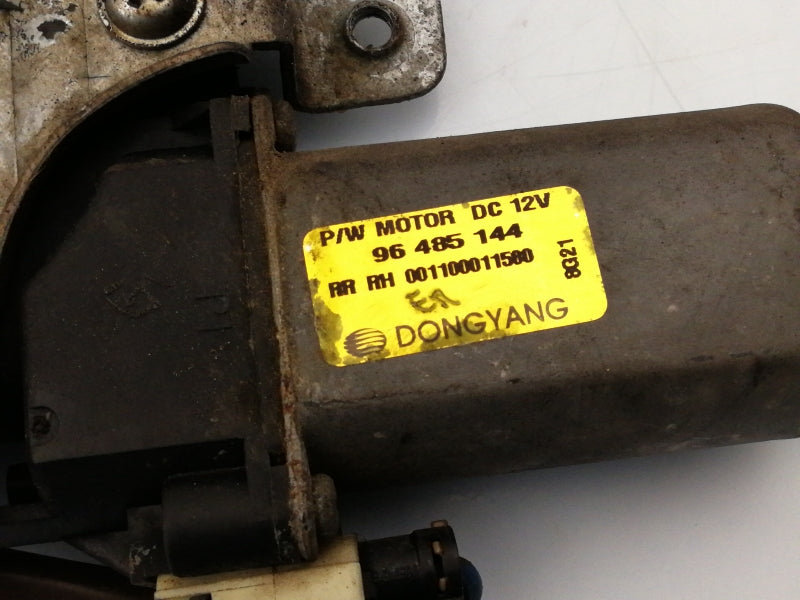 P/W MOTOR DC 12V
96 485 144
RR RH 001100011580
8G21
DONGYANG